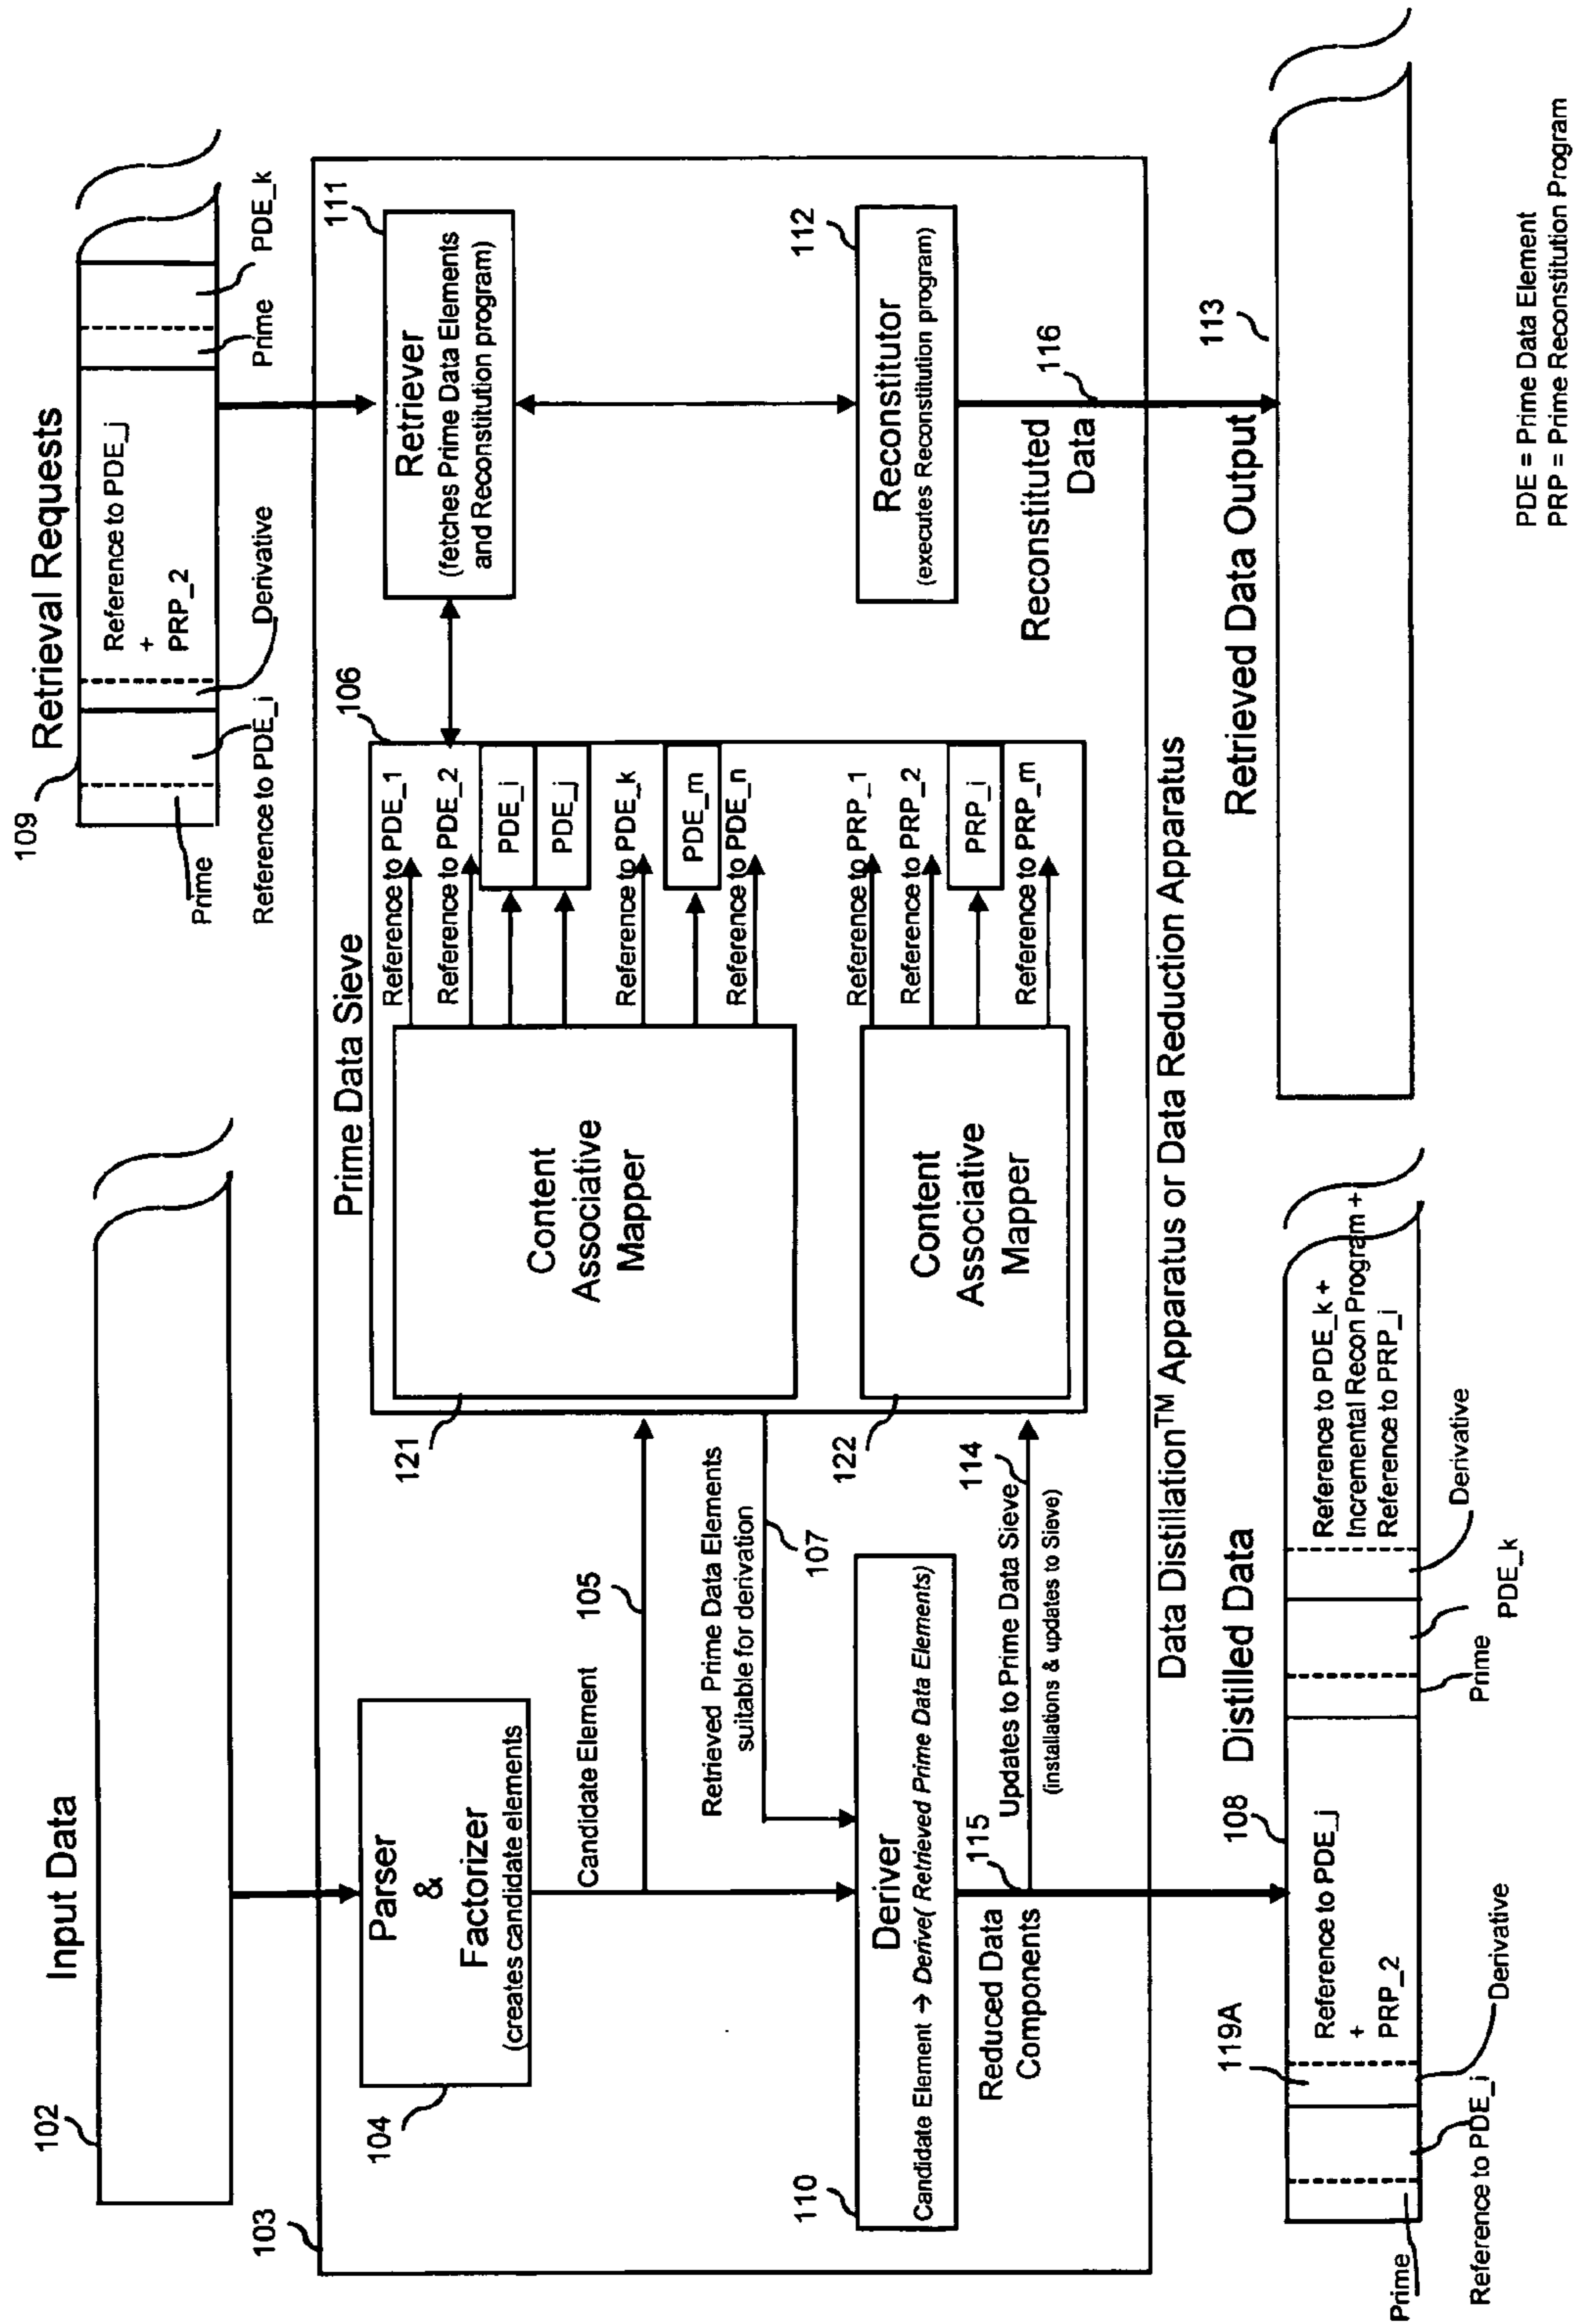 Input Data
102
Retrieval Requests
109
Reference to PDE_j
+
PRP_2
Prime
Reference to PDE_i
Derivative
Prime
PDE_k
103
Parser
&
Factorizer
(creates candidate elements
104
Candidate Element
105
Prime Data Sieve
106
Content
Associative
Mapper
121
Reference to PDE_1
Reference to PDE_2
PDE_i
PDE_j
Reference to PDE_k
PDE_m
Reference to PDE_n
Content
Associative
Mapper
122
Reference to PRP_1
Reference to PRP_2
PRP_i
Reference to PRP_m
Retriever
(fetches Prime Data Elements
and Reconstitution program)
111
Retrieved Prime Data Elements
suitable for derivation
107
Deriver
Candidate Element → Derive( Retrieved Prime Data Elements)
110
Updates to Prime Data Sieve
(installations & updates to Sieve)
114
Reduced Data
Components
115
Reconstitutor
(executes Reconstitution program)
112
Reconstituted
Data
116
Data Distillation™ Apparatus or Data Reduction Apparatus
Distilled Data
108
119A
Reference to PDE_j
+
PRP_2
Reference to PDE_k +
Incremental Recon Program +
Reference to PRP_i
Prime
Reference to PDE_i
Derivative
Prime
PDE_k
Derivative
Retrieved Data Output
113
PDE = Prime Data Element
PRP = Prime Reconstitution Program